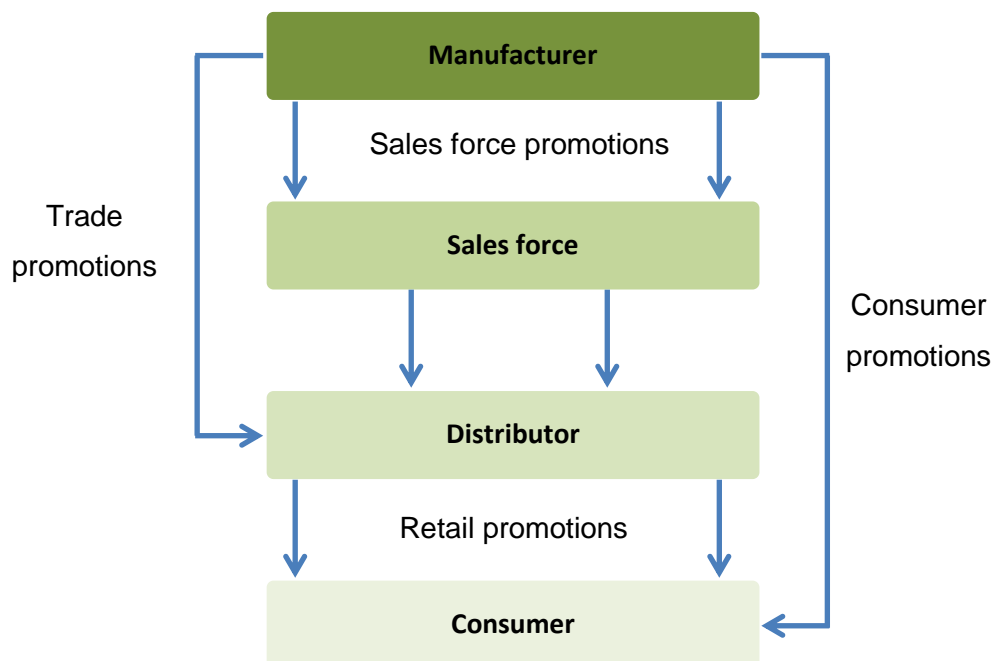 Manufacturer
Sales force promotions
Trade
promotions
Sales force
Consumer
promotions
Distributor
Retail promotions
Consumer